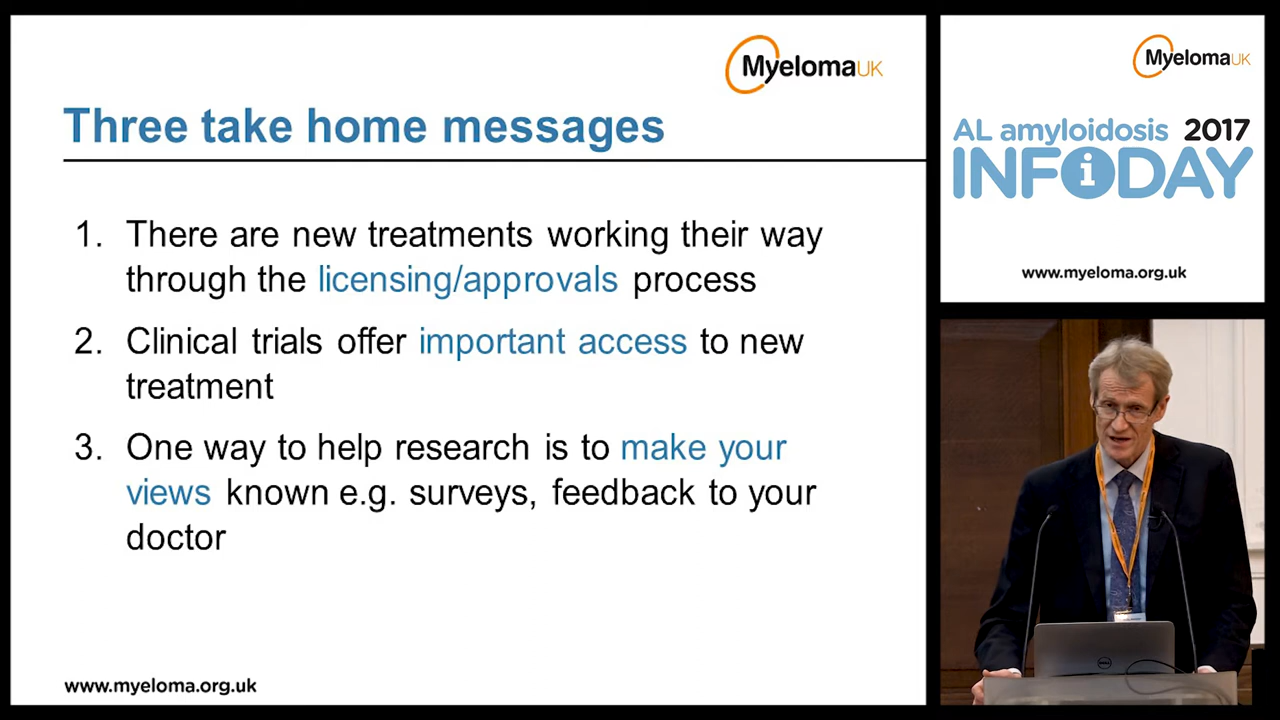 MyelomaUK
Three take home messages
1. There are new treatments working their way
through the licensing/approvals process
2. Clinical trials offer important access to new
treatment
3. One way to help research is to make your
views known e.g. surveys, feedback to your
doctor
www.myeloma.org.uk
MyelomaUK
AL amyloidosis 2017
INFODAY
www.myeloma.org.uk
DELL